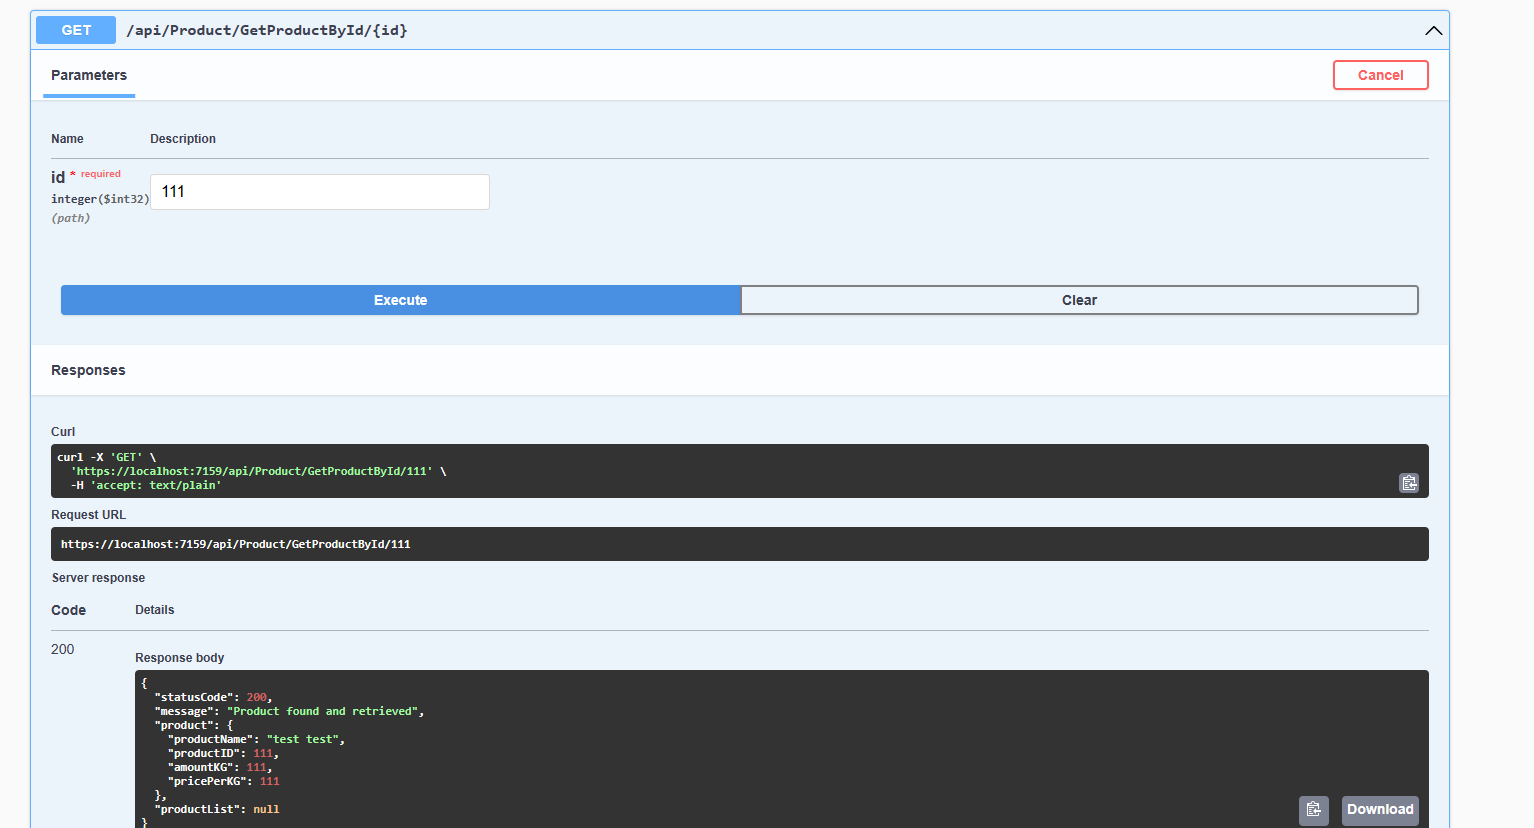 GET /api/Product/GetProductById/{id}
Parameters
Cancel
Name Description
id * required
integer($int32)
(path)
111
Execute Clear
Responses
Curl
curl -X 'GET' \
'https://localhost:7159/api/Product/GetProductById/111' \
-H 'accept: text/plain'
Request URL
https://localhost:7159/api/Product/GetProductById/111
Server response
Code Details
200
Response body
{
"statusCode": 200,
"message": "Product found and retrieved",
"product": {
"productName": "test test",
"productID": 111,
"amountKG": 111,
"pricePerKG": 111
},
"productList": null
}
Download